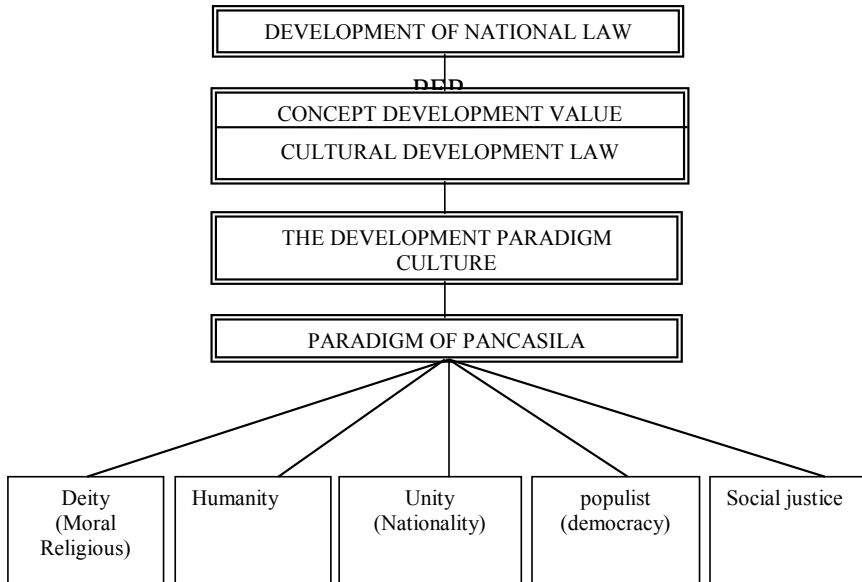 DEVELOPMENT OF NATIONAL LAW
CONCEPT DEVELOPMENT VALUE
CULTURAL DEVELOPMENT LAW
THE DEVELOPMENT PARADIGM
CULTURE
PARADIGM OF PANCASILA
Deity
(Moral
Religious)
Humanity
Unity
(Nationality)
populist
(democracy)
Social justice